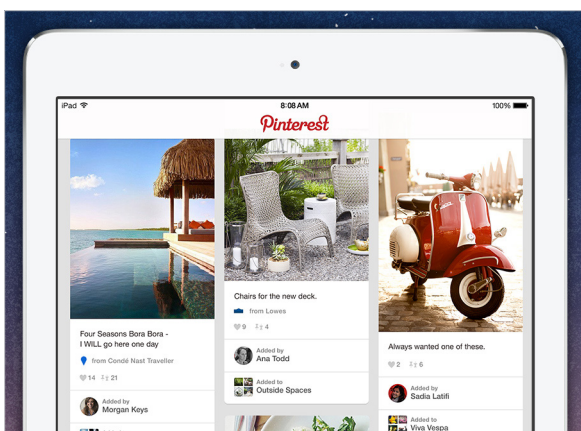 iPad
8:08 AM
100%
Pinterest
Four Seasons Bora Bora -
I WILL go here one day
from Condé Nast Traveller
14 21
Added by
Morgan Keys
Chairs for the new deck.
from Lowes
9 4
Added by
Ana Todd
Added to
Outside Spaces
Always wanted one of these.
2 6
Added by
Sadia Latifi
Added to
Viva Vespa